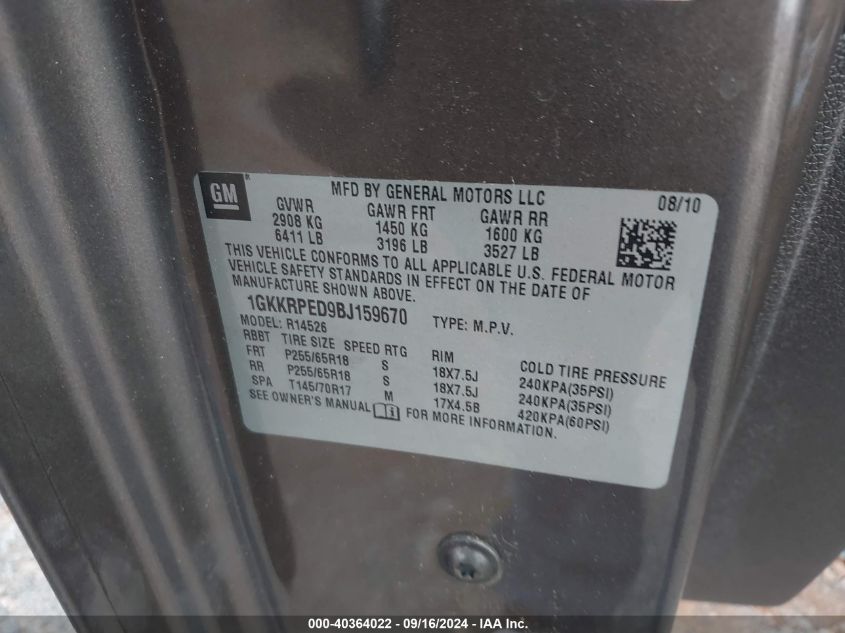 GM
MFD BY GENERAL MOTORS LLC 08/10
GVWR GAWR FRT GAWR RR
2908 KG 1450 KG 1600 KG
6411 LB 3196 LB 3527 LB
THIS VEHICLE CONFORMS TO ALL APPLICABLE U.S. FEDERAL MOTOR
VEHICLE SAFETY STANDARDS IN EFFECT ON THE DATE OF
MANUFACTURE SHOWN ABOVE.
1GKKRPED9BJ159670 TYPE: M.P.V.
MODEL: R14526
RBBT TIRE SIZE SPEED RTG RIM COLD TIRE PRESSURE
FRT P255/65R18 S 18X7.5J 240KPA(35PSI)
RR P255/65R18 S 18X7.5J 240KPA(35PSI)
SPA T145/70R17 M 17X4.5B 420KPA(60PSI)
SEE OWNER'S MANUAL FOR MORE INFORMATION.
000-40364022 - 09/16/2024 - IAA, Inc.